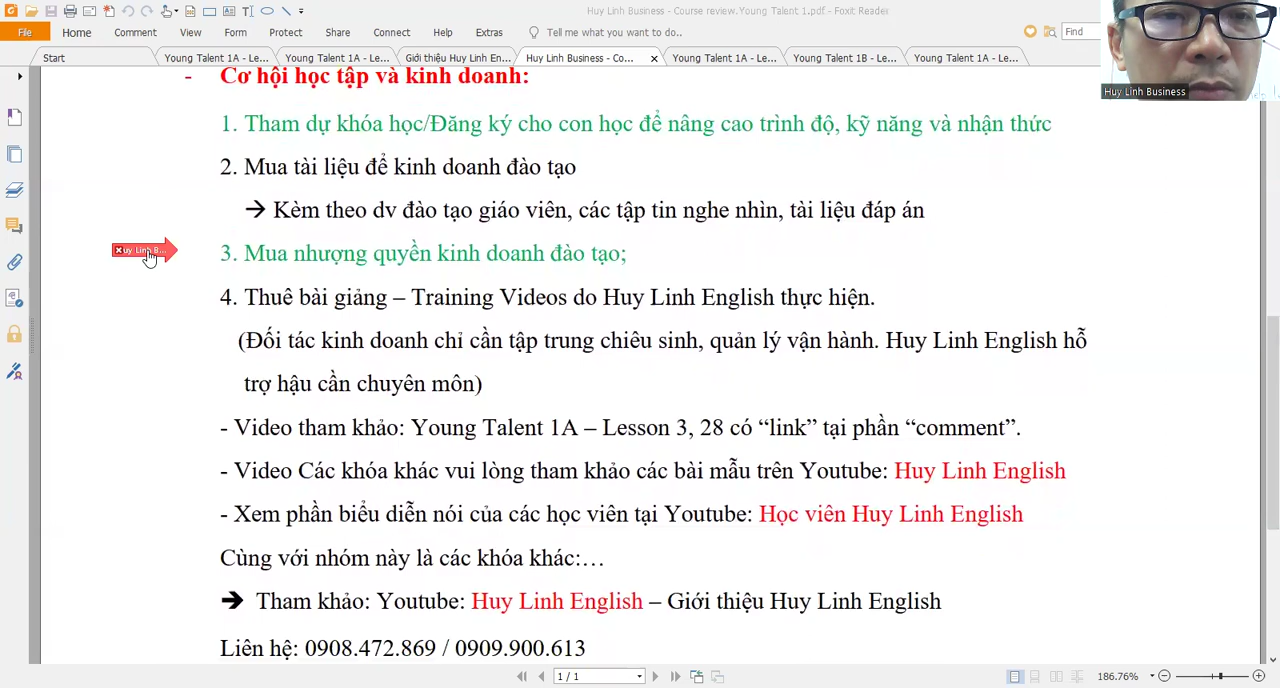 Huy Linh Business - Course review.Young Talent 1.pdf - Foxit Reader
File Home Comment View Form Protect Share Connect Help Extras Tell me what you want to do.. Find
Start Young Talent 1A - Le... Young Talent 1A - Le... Giới thiệu Huy Linh En... Huy Linh Business - Co... Young Talent 1A - Le... Young Talent 1B - Le... Young Talent 1A - Le...
Huy Linh Business
- Cơ hội học tập và kinh doanh:
1. Tham dự khóa học/Đăng ký cho con học để nâng cao trình độ, kỹ năng và nhận thức
2. Mua tài liệu để kinh doanh đào tạo
→ Kèm theo dv đào tạo giáo viên, các tập tin nghe nhìn, tài liệu đáp án
uy Linh B...
3. Mua nhượng quyền kinh doanh đào tạo;
4. Thuê bài giảng – Training Videos do Huy Linh English thực hiện.
(Đối tác kinh doanh chỉ cần tập trung chiêu sinh, quản lý vận hành. Huy Linh English hỗ
trợ hậu cần chuyên môn)
- Video tham khảo: Young Talent 1A – Lesson 3, 28 có “link” tại phần “comment”.
- Video Các khóa khác vui lòng tham khảo các bài mẫu trên Youtube: Huy Linh English
- Xem phần biểu diễn nói của các học viên tại Youtube: Học viên Huy Linh English
Cùng với nhóm này là các khóa khác:…
➔ Tham khảo: Youtube: Huy Linh English – Giới thiệu Huy Linh English
Liên hệ: 0908.472.869 / 0909.900.613
1 / 1 186.76%